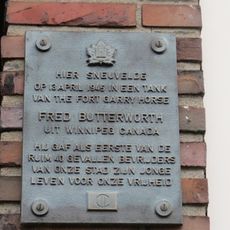 HIER SNEUVELDE
OP 13 APRIL 1945 IN EEN TANK
VAN THE FORT GARRY HORSE
FRED BUTTERWORTH
UIT WINNIPEG CANADA
HIJ GAF ALS EERSTE VAN DE
RUIM 40 GEVALLEN BEVRIJDERS
VAN ONZE STAD ZIJN JONGE
LEVEN VOOR ONZE VRIJHEID